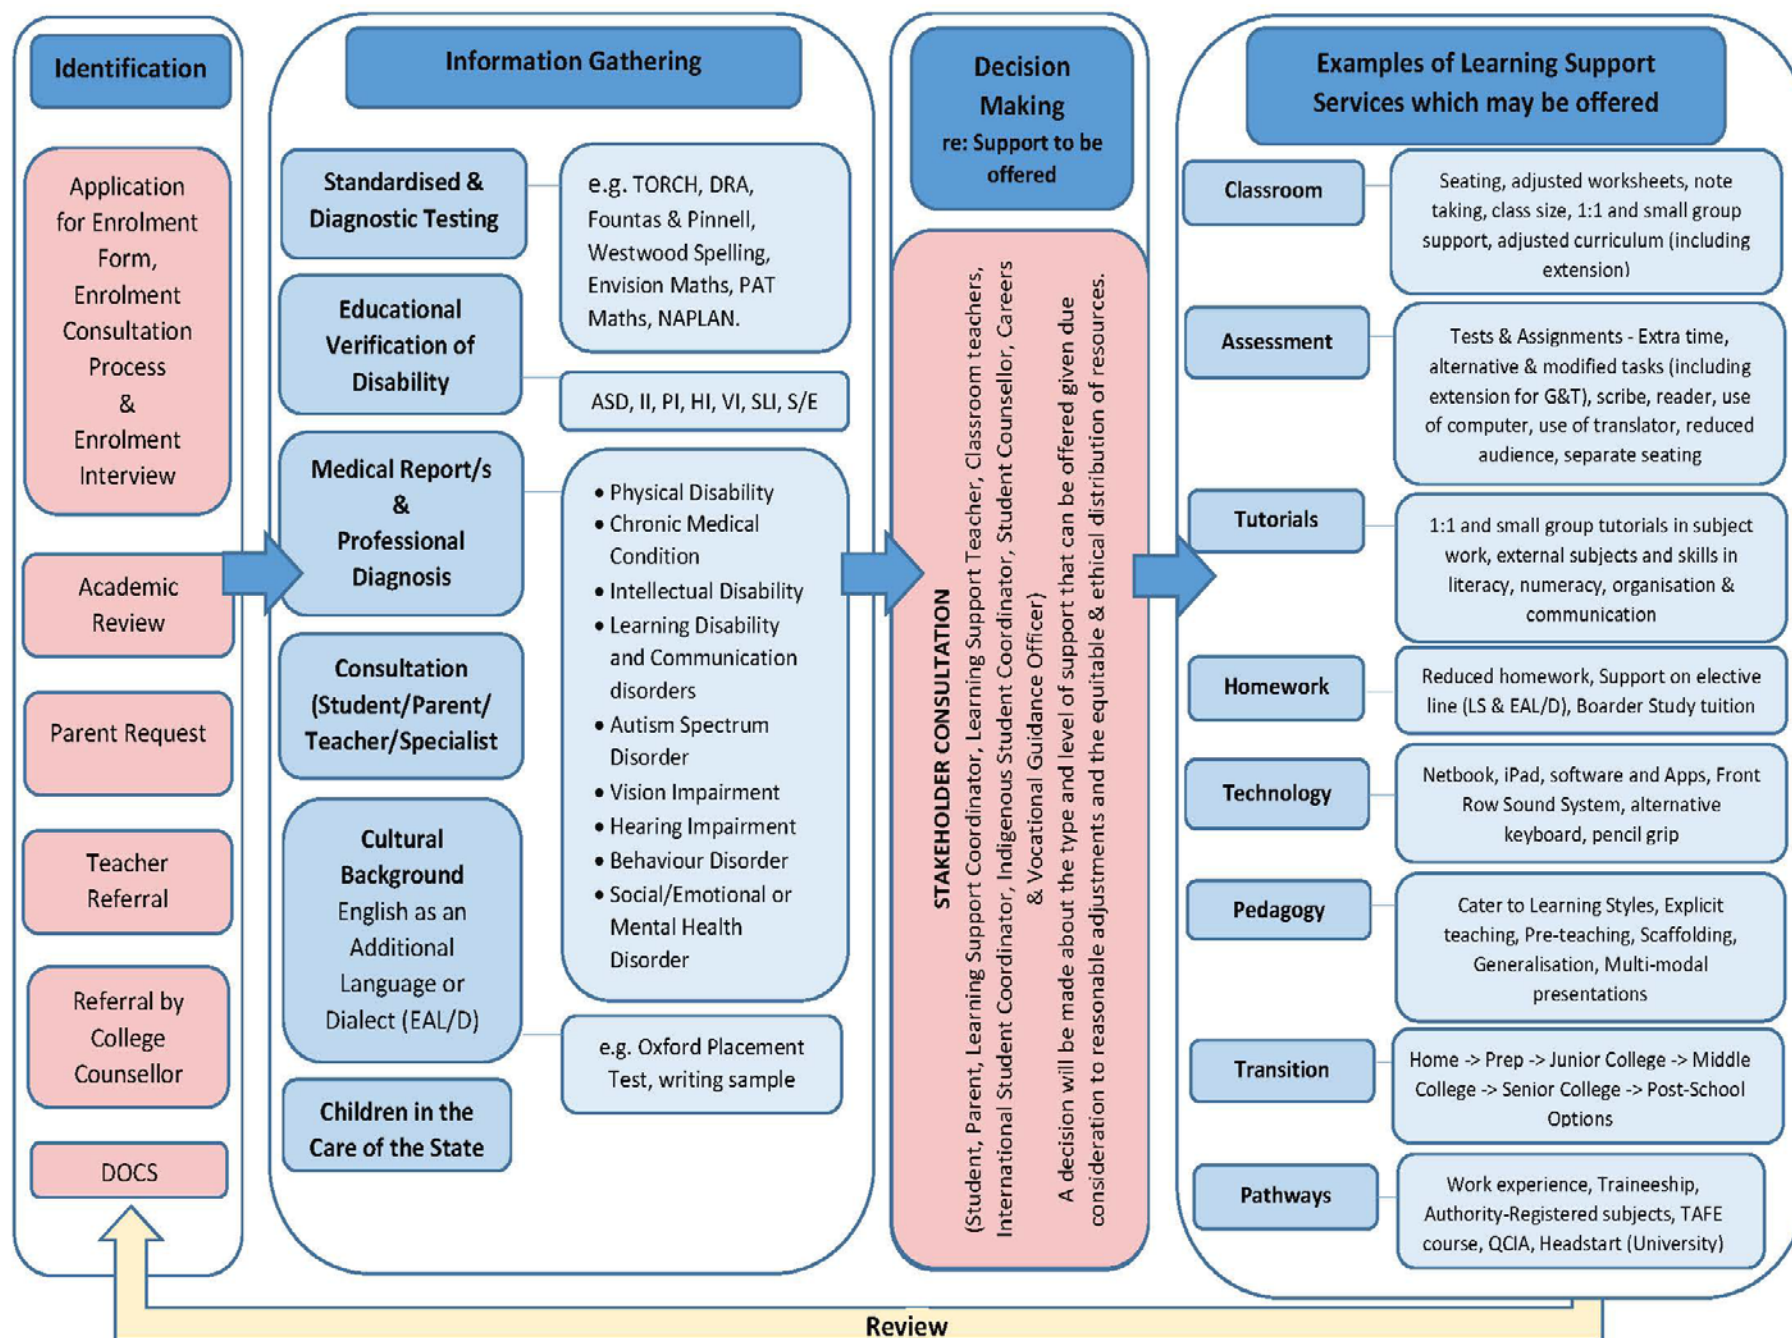 Identification
Application
for Enrolment
Form,
Enrolment
Consultation
Process
&
Enrolment
Interview
Academic
Review
Parent Request
Teacher
Referral
Referral by
College
Counsellor
DOCS
Information Gathering
Standardised &
Diagnostic Testing
e.g. TORCH, DRA,
Fountas & Pinnell,
Westwood Spelling,
Envision Maths, PAT
Maths, NAPLAN.
Educational
Verification of
Disability
ASD, II, PI, HI, VI, SLI, S/E
Medical Report/s
&
Professional
Diagnosis
• Physical Disability
• Chronic Medical
Condition
• Intellectual Disability
• Learning Disability
and Communication
disorders
• Autism Spectrum
Disorder
• Vision Impairment
• Hearing Impairment
• Behaviour Disorder
• Social/Emotional or
Mental Health
Disorder
Consultation
(Student/Parent/
Teacher/Specialist
Cultural
Background
English as an
Additional
Language or
Dialect (EAL/D)
e.g. Oxford Placement
Test, writing sample
Children in the
Care of the State
Decision
Making
re: Support to be
offered
STAKEHOLDER CONSULTATION
(Student, Parent, Learning Support Coordinator, Learning Support Teacher, Classroom teachers,
International Student Coordinator, Indigenous Student Coordinator, Student Counsellor, Careers
& Vocational Guidance Officer)
A decision will be made about the type and level of support that can be offered given due
consideration to reasonable adjustments and the equitable & ethical distribution of resources.
Examples of Learning Support
Services which may be offered
Classroom
Seating, adjusted worksheets, note
taking, class size, 1:1 and small group
support, adjusted curriculum (including
extension)
Assessment
Tests & Assignments - Extra time,
alternative & modified tasks (including
extension for G&T), scribe, reader, use
of computer, use of translator, reduced
audience, separate seating
Tutorials
1:1 and small group tutorials in subject
work, external subjects and skills in
literacy, numeracy, organisation &
communication
Homework
Reduced homework, Support on elective
line (LS & EAL/D), Boarder Study tuition
Technology
Netbook, iPad, software and Apps, Front
Row Sound System, alternative
keyboard, pencil grip
Pedagogy
Cater to Learning Styles, Explicit
teaching, Pre-teaching, Scaffolding,
Generalisation, Multi-modal
presentations
Transition
Home -> Prep -> Junior College -> Middle
College -> Senior College -> Post-School
Options
Pathways
Work experience, Traineeship,
Authority-Registered subjects, TAFE
course, QCIA, Headstart (University)
Review